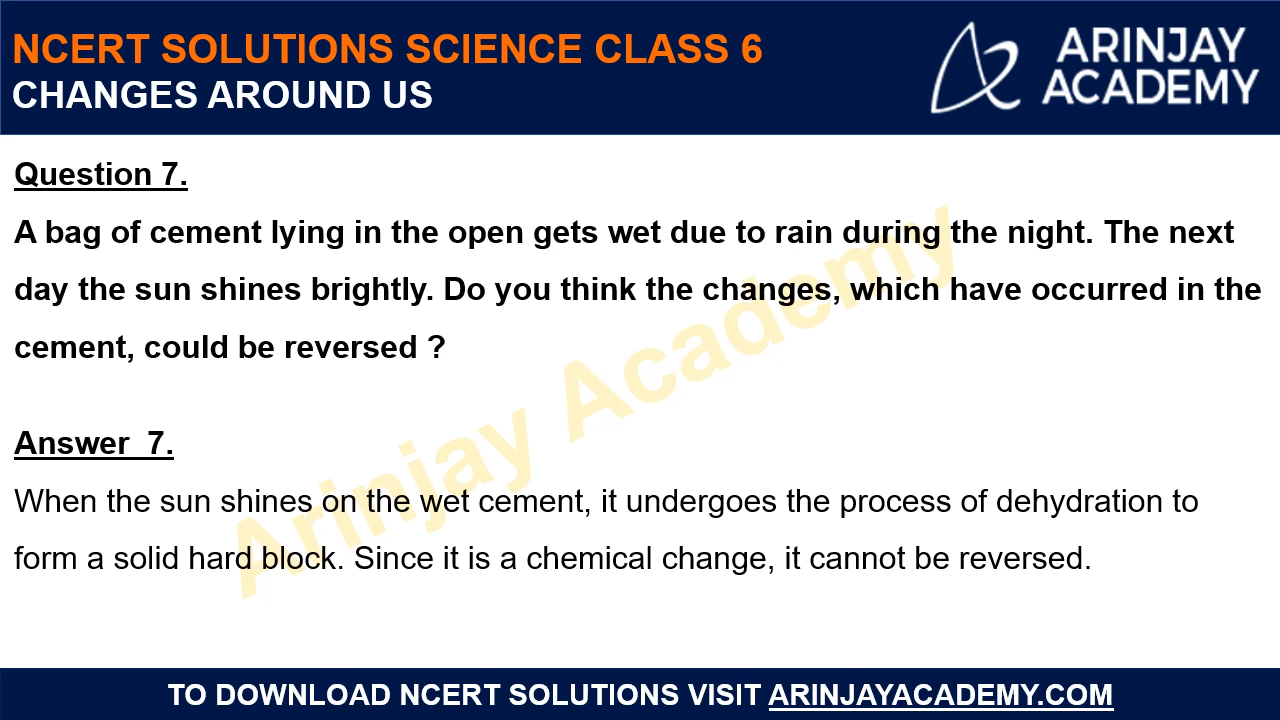 NCERT SOLUTIONS SCIENCE CLASS 6
CHANGES AROUND US
ARINJAY
ACADEMY
Question 7.
A bag of cement lying in the open gets wet due to rain during the night. The next
day the sun shines brightly. Do you think the changes, which have occurred in the
cement, could be reversed ?
Answer 7.
When the sun shines on the wet cement, it undergoes the process of dehydration to
form a solid hard block. Since it is a chemical change, it cannot be reversed.
Arinjay Academy
TO DOWNLOAD NCERT SOLUTIONS VISIT ARINJAYACADEMY.COM